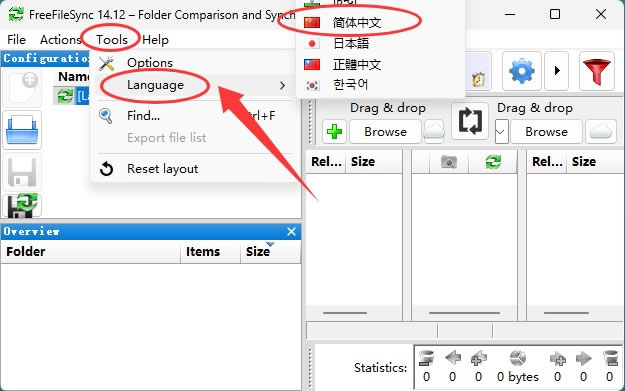 FreeFileSync 14.12 – Folder Comparison and Synch
File Actions Tools Help
Options
Language
Find... Ctrl+F
Export file list
Reset layout
简体中文
日本語
正體中文
한국어
Configuration
Name
Drag & drop Drag & drop
Browse Browse
Rel... Size Rel... Size
Overview
Folder Items Size
Statistics: 0 0 0 0 bytes 0 0 0